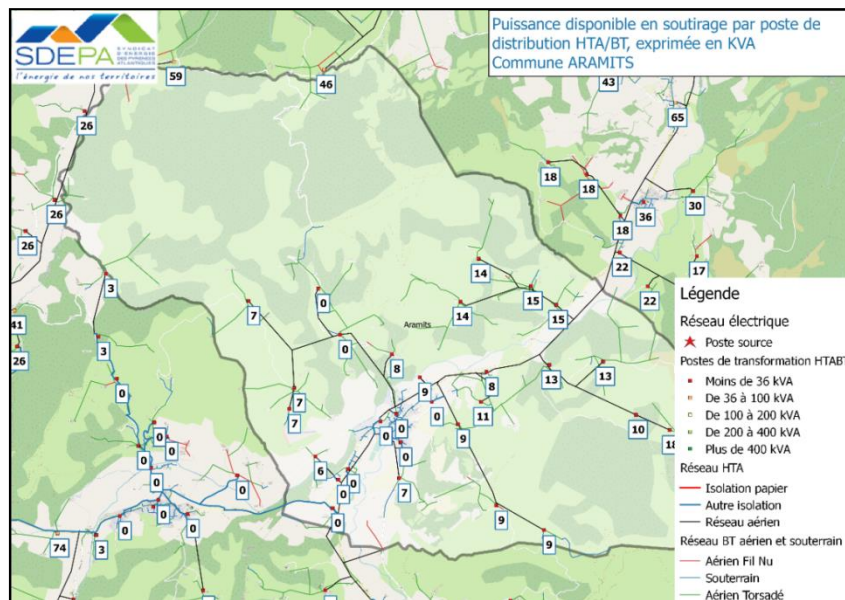 SDEPA
SYNDICAT
D'ÉNERGIE
DES PYRÉNÉES
ATLANTIQUES
l'énergie de nos territoires
Puissance disponible en soutirage par poste de
distribution HTA/BT, exprimée en KVA
Commune ARAMITS
59
46
43
65
26
26
26
18
18
18
36
30
22
22
17
3
7
0
14
14
15
15
Aramits
41
26
3
0
0
8
9
8
13
13
7
7
0
11
10
18
0
0
0
9
0
0
0
6
0
0
7
0
0
0
0
0
0
9
9
74
3
Légende
Réseau électrique
Poste source
Postes de transformation HTABT
Moins de 36 kVA
De 36 à 100 kVA
De 100 à 200 kVA
De 200 à 400 kVA
Plus de 400 kVA
Réseau HTA
Isolation papier
Autre isolation
Réseau aérien
Réseau BT aérien et souterrain
Aérien Fil Nu
Souterrain
Aérien Torsadé